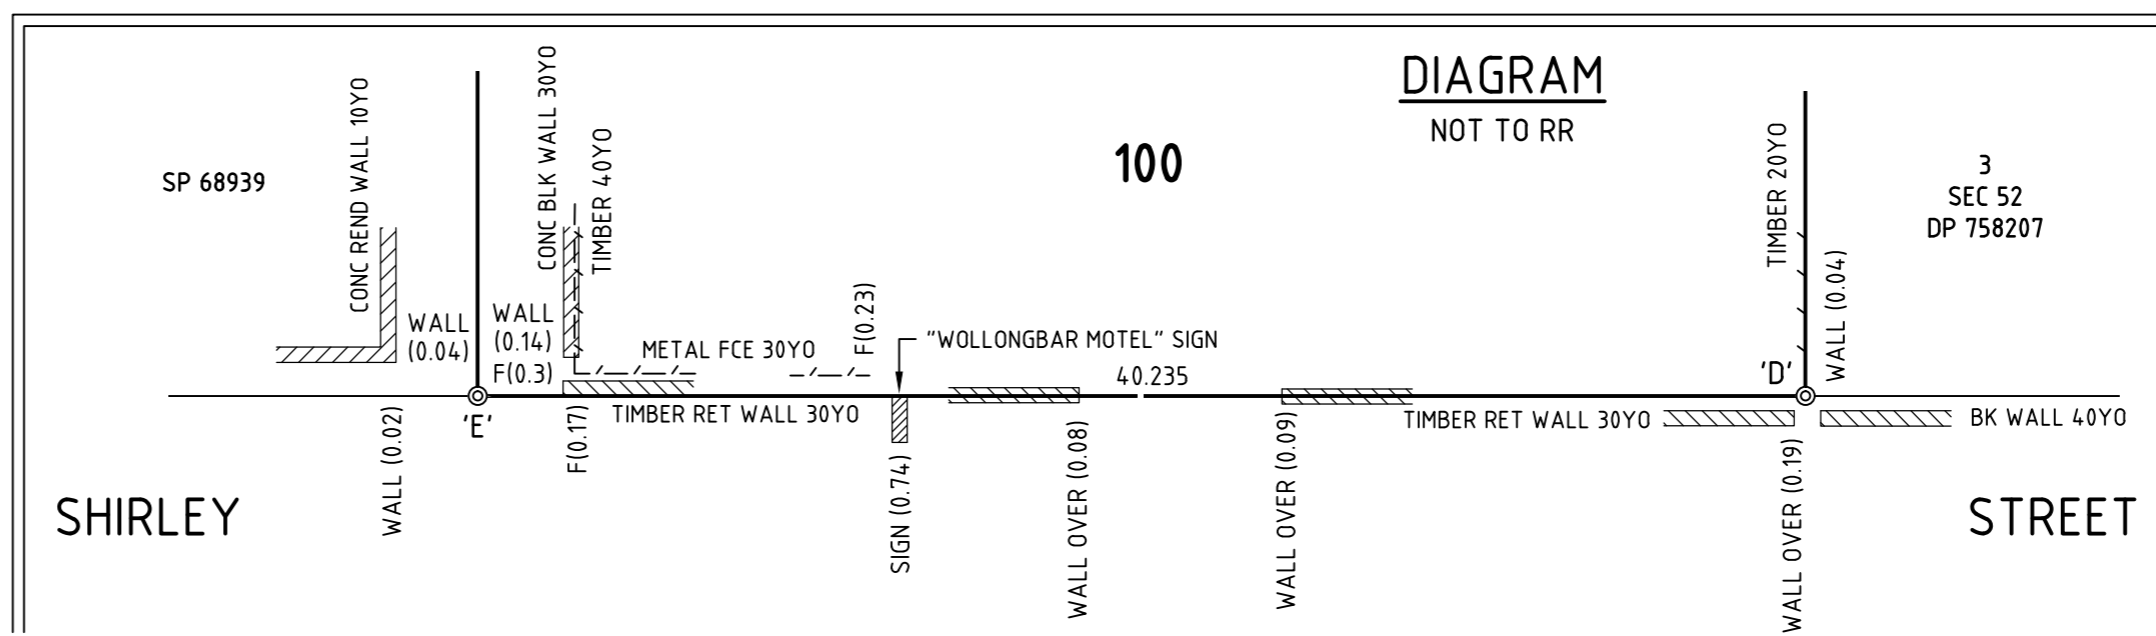 DIAGRAM
NOT TO RR
100
SP 68939
CONC REND WALL 10YO
CONC BLK WALL 30YO
TIMBER 40YO
TIMBER 20YO
3
SEC 52
DP 758207
WALL
(0.04)
WALL
(0.14)
F(0.3)
METAL FCE 30YO
F(0.23)
"WOLLONGBAR MOTEL" SIGN
40.235
'D'
WALL (0.04)
'E'
WALL (0.02)
F(0.17)
TIMBER RET WALL 30YO
SIGN (0.74)
WALL OVER (0.08)
WALL OVER (0.09)
TIMBER RET WALL 30YO
WALL OVER (0.19)
BK WALL 40YO
SHIRLEY
STREET